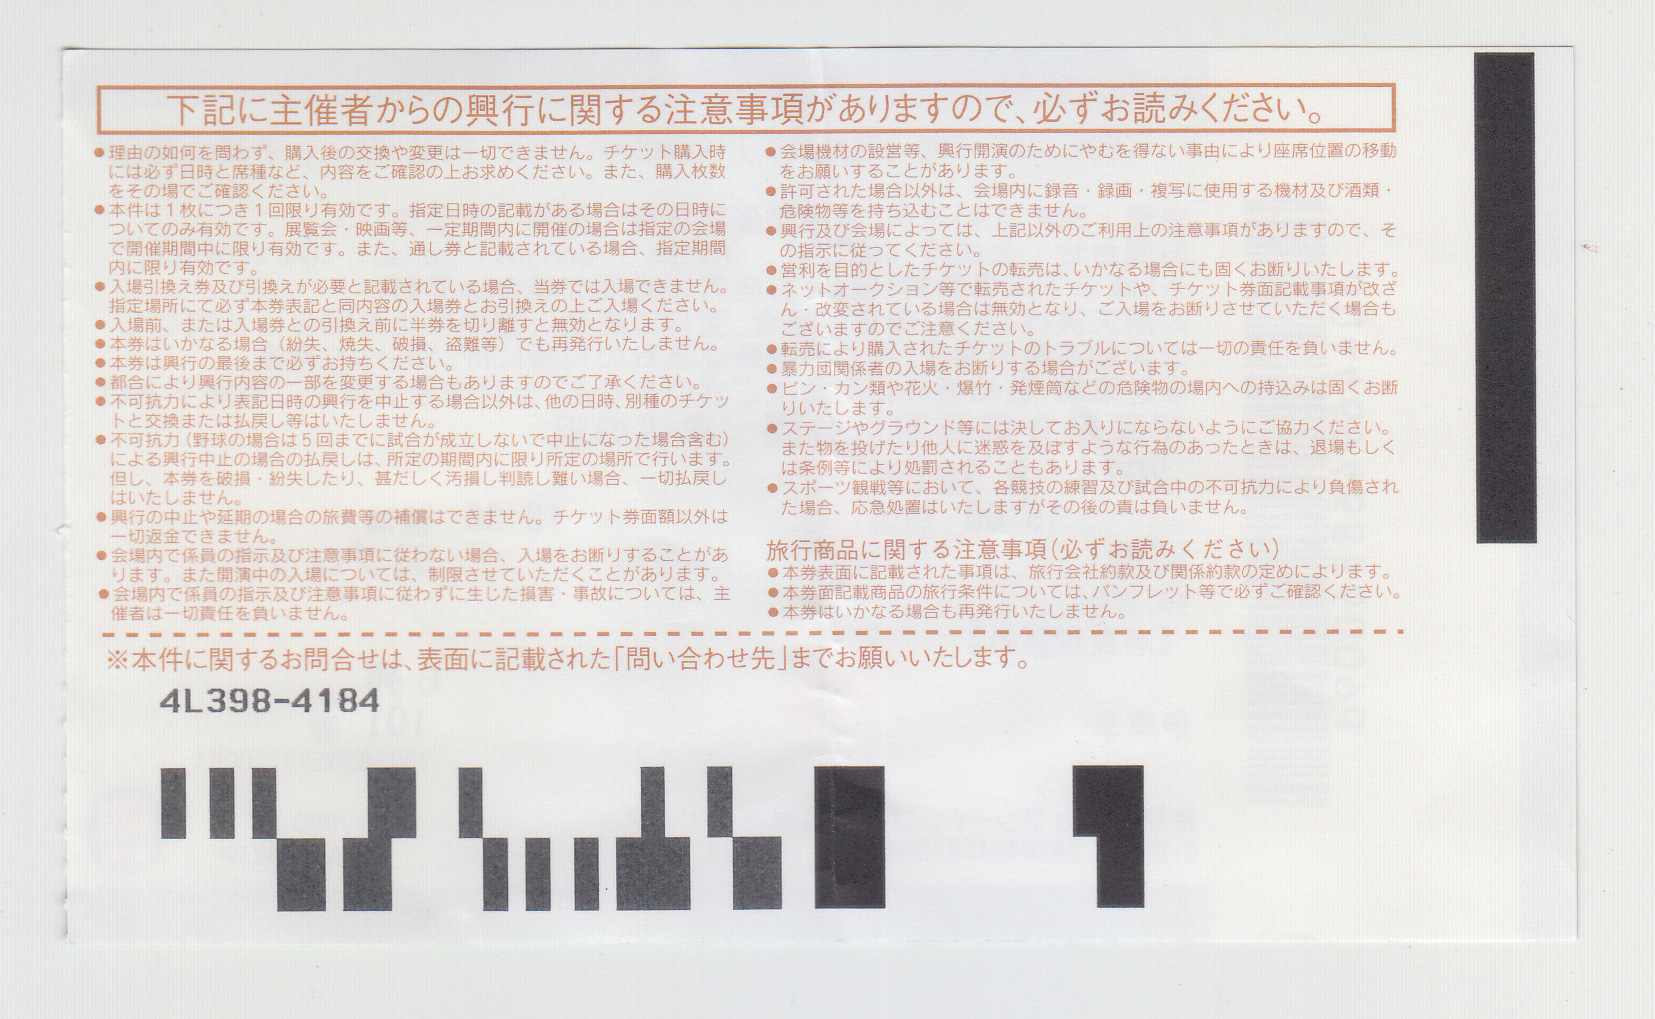 下記に主催者からの興行に関する注意事項がありますので、必ずお読みください。
●理由の如何を問わず、購入後の交換や変更は一切できません。チケット購入時
には必ず日時と席種など、内容をご確認の上お求めください。また、購入枚数
をその場でご確認ください。
●本件は1枚につき1回限り有効です。指定日時の記載がある場合はその日時に
ついてのみ有効です。展覧会・映画等、一定期間内に開催の場合は指定の会場
で開催期間中に限り有効です。また、通し券と記載されている場合、指定期間
内に限り有効です。
●入場引換え券及び引換えが必要と記載されている場合、当券では入場できません。
指定場所にて必ず本券表記と同内容の入場券とお引換えの上ご入場ください。
●入場前、または入場券との引換え前に半券を切り離すと無効となります。
●本券はいかなる場合（紛失、焼失、破損、盗難等）でも再発行いたしません。
●本券は興行の最後まで必ずお持ちください。
●都合により興行内容の一部を変更する場合もありますのでご了承ください。
●不可抗力により表記日時の興行を中止する場合以外は、他の日時、別種のチケッ
トと交換または払戻し等はいたしません。
●不可抗力（野球の場合は5回までに試合が成立しないで中止になった場合含む）
による興行中止の場合の払戻しは、所定の期間内に限り所定の場所で行います。
但し、本券を破損・紛失したり、甚だしく汚損し判読し難い場合、一切払戻し
はいたしません。
●興行の中止や延期の場合の旅費等の補償はできません。チケット券面額以外は
一切返金できません。
●会場内で係員の指示及び注意事項に従わない場合、入場をお断りすることがあ
ります。また開演中の入場については、制限させていただくことがあります。
●会場内で係員の指示及び注意事項に従わずに生じた損害・事故については、主
催者は一切責任を負いません。
●会場機材の設営等、興行開演のためにやむを得ない事由により座席位置の移動
をお願いすることがあります。
●許可された場合以外は、会場内に録音・録画・複写に使用する機材及び酒類・
危険物等を持ち込むことはできません。
●興行及び会場によっては、上記以外のご利用上の注意事項がありますので、そ
の指示に従ってください。
●営利を目的としたチケットの転売は、いかなる場合にも固くお断りいたします。
●ネットオークション等で転売されたチケットや、チケット券面記載事項が改ざ
ん・改変されている場合は無効となり、ご入場をお断りさせていただく場合も
ございますのでご注意ください。
●転売により購入されたチケットのトラブルについては一切の責任を負いません。
●暴力団関係者の入場をお断りする場合がございます。
●ビン・カン類や花火・爆竹・発煙筒などの危険物の場内への持込みは固くお断
りいたします。
●ステージやグラウンド等には決してお入りにならないようにご協力ください。
また物を投げたり他人に迷惑を及ぼすような行為のあったときは、退場もしく
は条例等により処罰されることもあります。
●スポーツ観戦等において、各競技の練習及び試合中の不可抗力により負傷され
た場合、応急処置はいたしますがその後の責は負いません。
旅行商品に関する注意事項（必ずお読みください）
●本券表面に記載された事項は、旅行会社約款及び関係約款の定めによります。
●本券面記載商品の旅行条件については、パンフレット等で必ずご確認ください。
●本券はいかなる場合も再発行いたしません。
※本件に関するお問合せは、表面に記載された「問い合わせ先」までお願いいたします。
4L398-4184